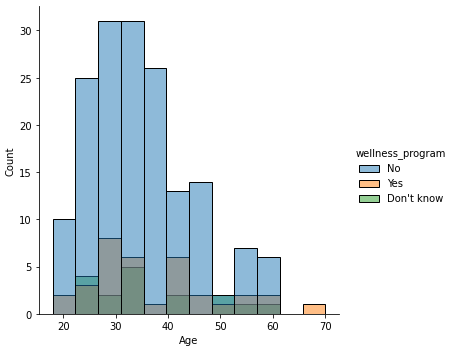 30
25
20
15
10
5
0
Count
20 30 40 50 60 70
Age
wellness_program
No
Yes
Don't know